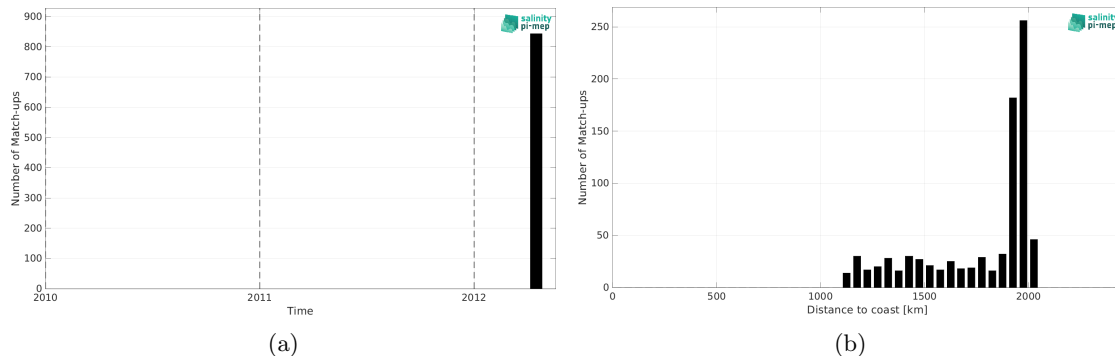 salinity
pi-mep
900
800
700
600
500
400
300
200
100
0
Number of Match-ups
2010
2011
2012
Time
(a)
salinity
pi-mep
250
200
150
100
50
0
Number of Match-ups
0
500
1000
1500
2000
Distance to coast [km]
(b)